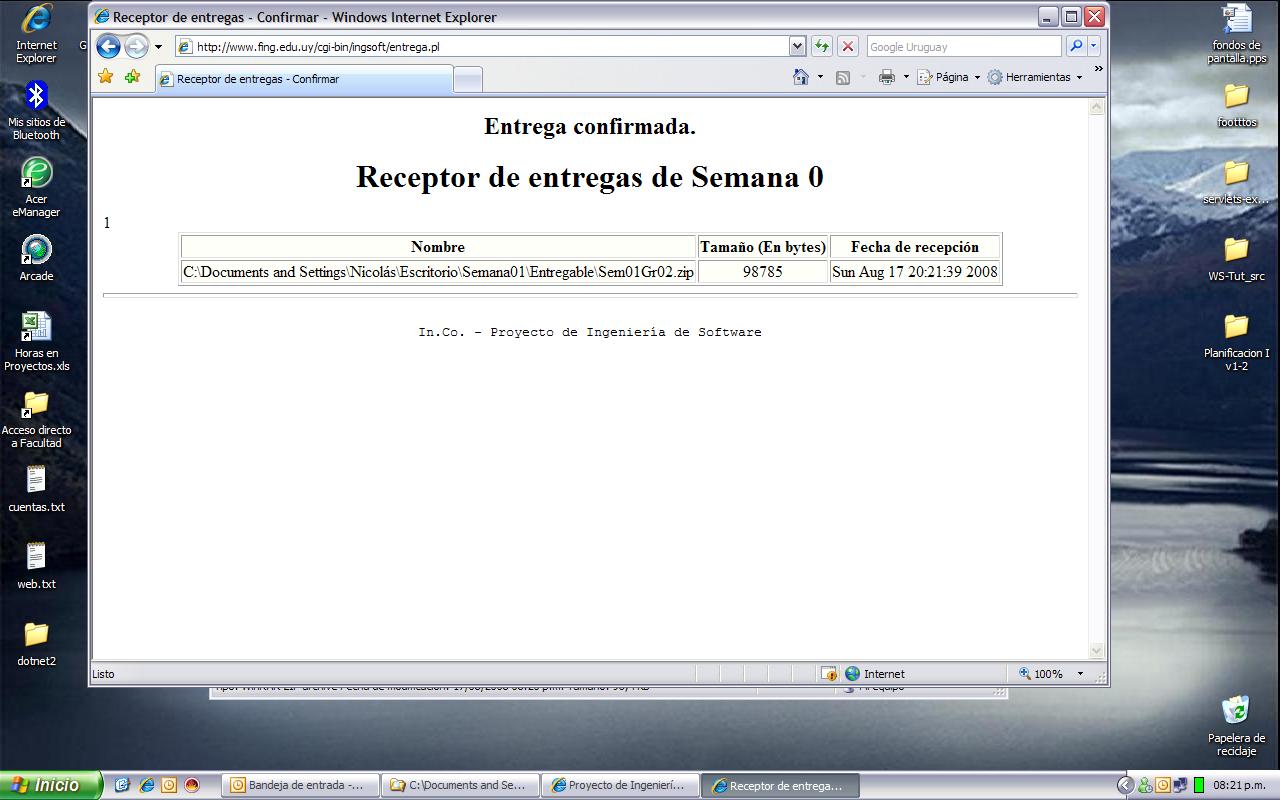 Receptor de entregas - Confirmar - Windows Internet Explorer
http://www.fing.edu.uy/cgi-bin/ingsoft/entrega.pl
Google Uruguay
Receptor de entregas - Confirmar
Página
Herramientas
»
Entrega confirmada.
Receptor de entregas de Semana 0
1
Nombre Tamaño (En bytes) Fecha de recepción
C:\Documents and Settings\Nicolás\Escritorio\Semana01\Entregable\Sem01Gr02.zip 98785 Sun Aug 17 20:21:39 2008
In.Co. - Proyecto de Ingeniería de Software
Listo
Internet
100%
Internet
Explorer
G
Mis sitios de
Bluetooth
Acer
eManager
Arcade
Horas en
Proyectos.xls
Acceso directo
a Facultad
cuentas.txt
web.txt
dotnet2
fondos de
pantalla.pps
footttos
servlets-ex...
WS-Tut_src
Planificacion I
v1-2
Papelera de
reciclaje
Inicio
Bandeja de entrada -...
C:\Documents and Se...
Proyecto de Ingenierí...
Receptor de entrega...
08:21 p.m.